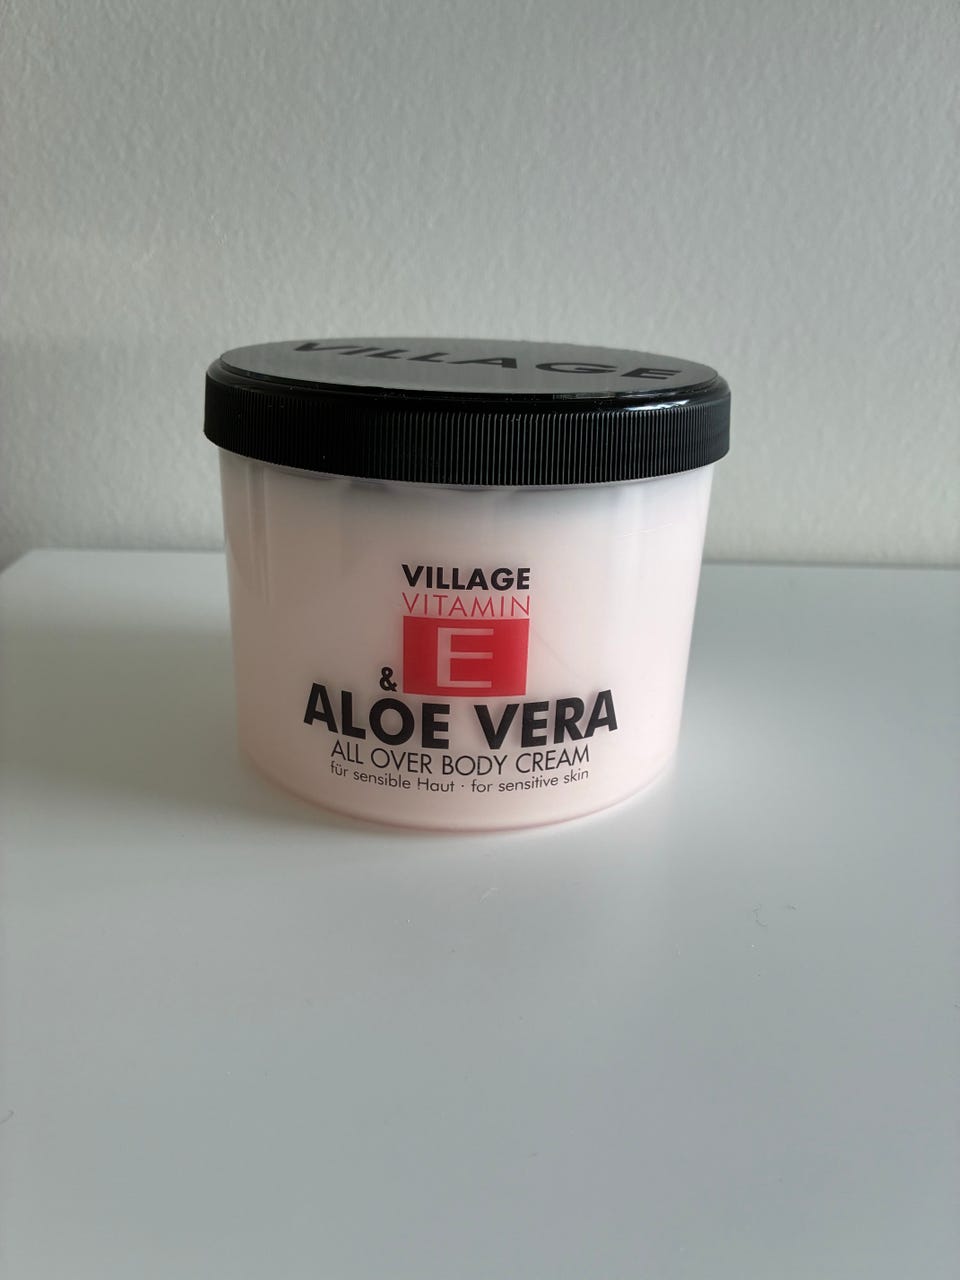 VILLAGE
VILLAGE
VITAMIN
E
&
ALOE VERA
ALL OVER BODY CREAM
für sensible Haut · for sensitive skin